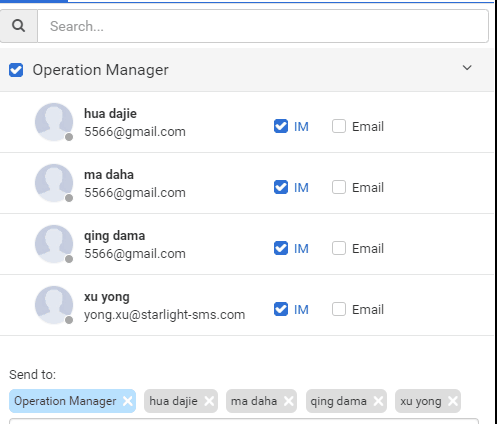 Search...
Operation Manager
hua dajie
5566@gmail.com
IM Email
ma daha
5566@gmail.com
IM Email
qing dama
5566@gmail.com
IM Email
xu yong
yong.xu@starlight-sms.com
IM Email
Send to:
Operation Manager hua dajie ma daha qing dama xu yong